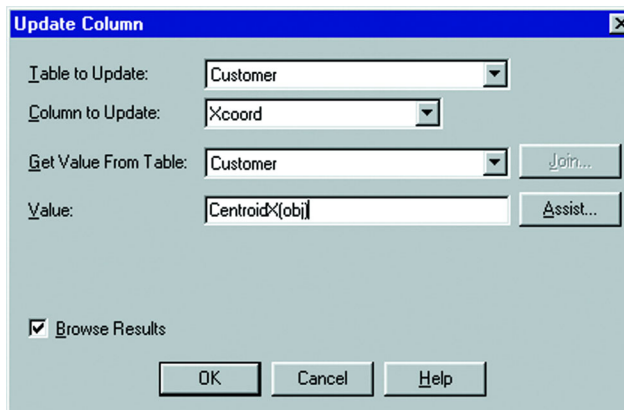 Update Column
Table to Update: Customer
Column to Update: Xcoord
Get Value From Table: Customer Join...
Value: CentroidX(obj) Assist...
Browse Results
OK Cancel Help